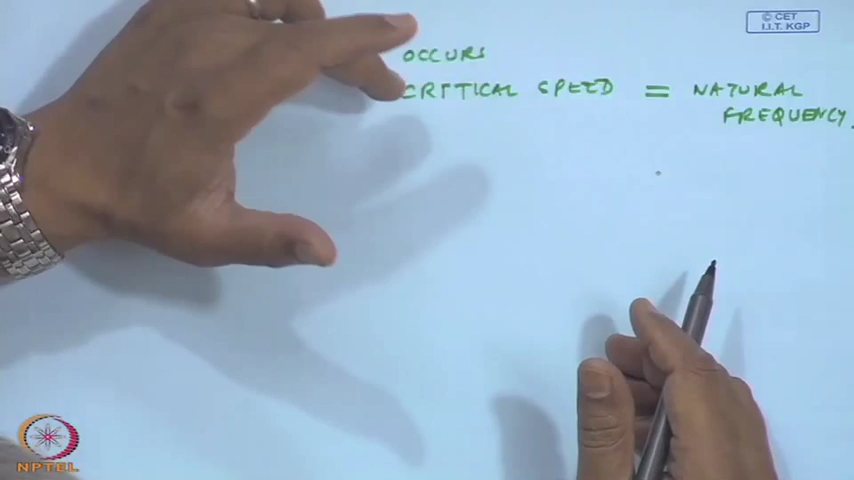 © CET
I.I.T. KGP
OCCURS
CRITICAL SPEED = NATURAL
FREQUENCY.
NPTEL